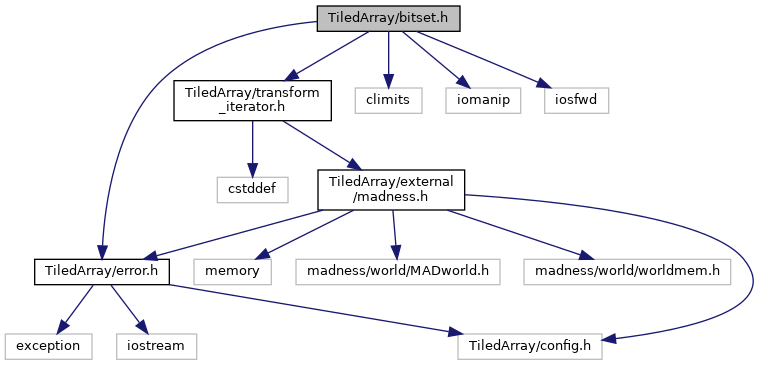 TiledArray/bitset.h
TiledArray/transform
_iterator.h
climits
iomanip
iosfwd
cstddef
TiledArray/external
/madness.h
TiledArray/error.h
memory
madness/world/MADworld.h
madness/world/worldmem.h
exception
iostream
TiledArray/config.h